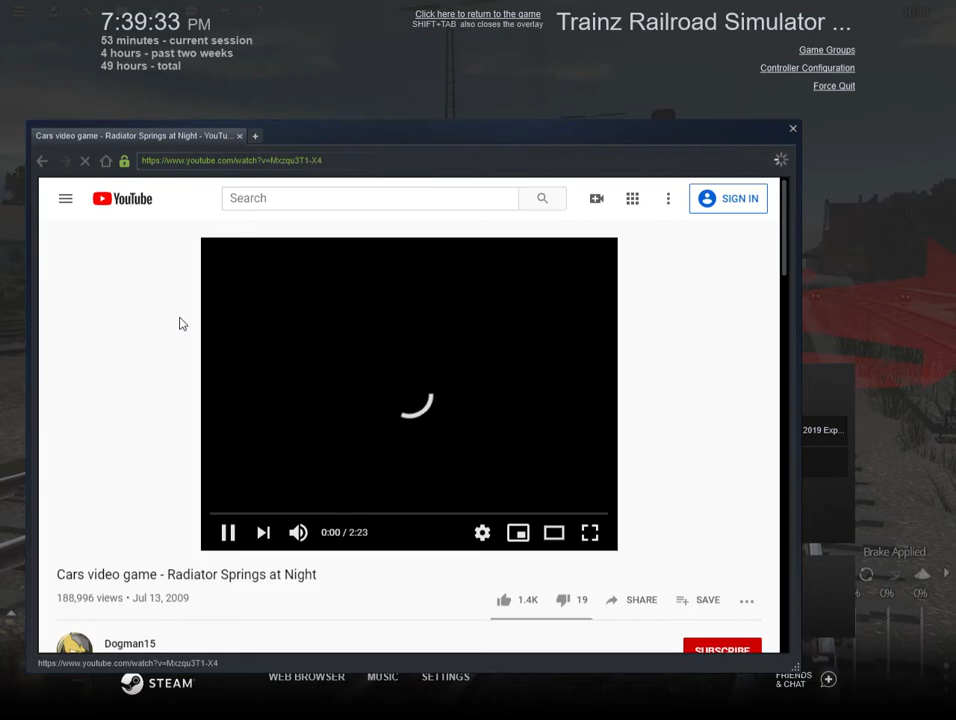 7:39:33 PM
53 minutes - current session
4 hours - past two weeks
49 hours - total
Click here to return to the game
SHIFT+TAB also closes the overlay
Trainz Railroad Simulator ...
Game Groups
Controller Configuration
Force Quit
Cars video game - Radiator Springs at Night - YouTu...
https://www.youtube.com/watch?v=Mxzqu3T1-X4
YouTube
Search
SIGN IN
0:00 / 2:23
2019 Exp...
Brake Applied
% 0% 0%
Cars video game - Radiator Springs at Night
188,996 views • Jul 13, 2009
1.4K 19 SHARE SAVE
Dogman15
SUBSCRIBE
https://www.youtube.com/watch?v=Mxzqu3T1-X4
STEAM
WEB BROWSER MUSIC SETTINGS
FRIENDS
& CHAT